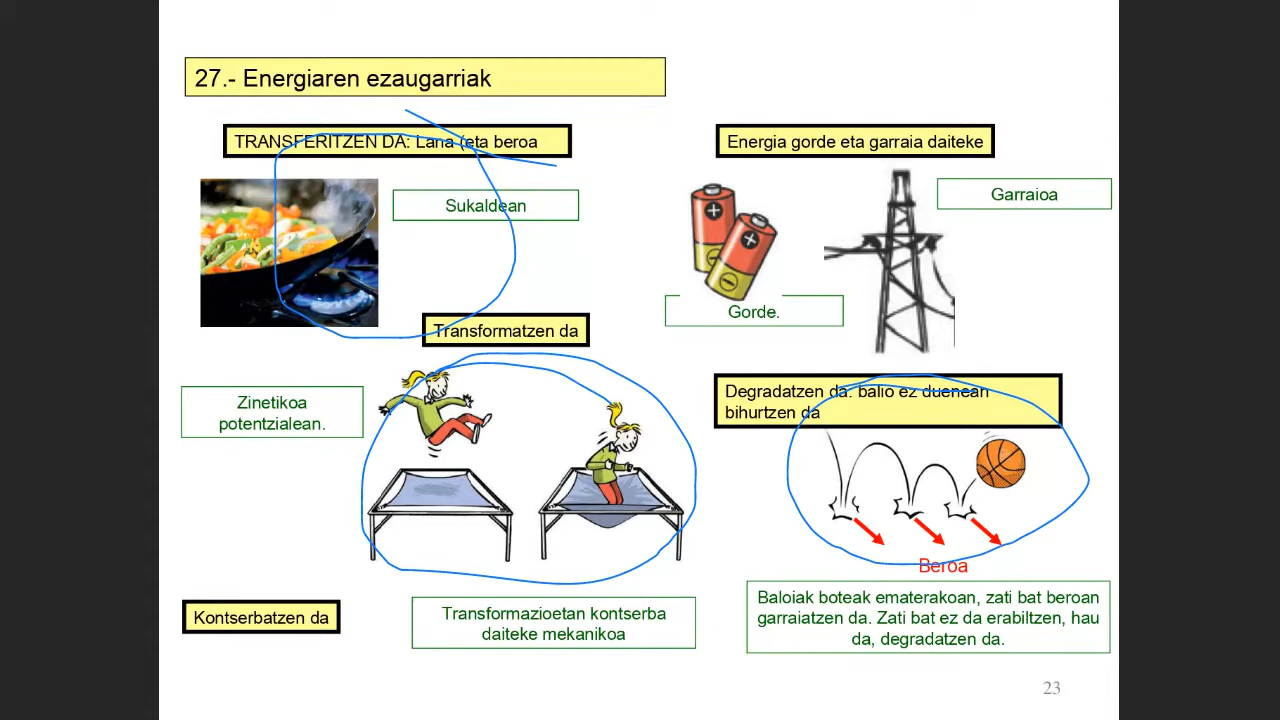 27.- Energiaren ezaugarriak
TRANSFERITZEN DA: Lana (eta beroa
Energia gorde eta garraia daiteke
Sukaldean
Garraioa
Gorde.
Transformatzen da
Zinetikoa
potentzialean.
Degradatzen da: balio ez duenean
bihurtzen da
Beroa
Kontserbatzen da
Transformazioetan kontserba
daiteke mekanikoa
Baloiak boteak ematerakoan, zati bat beroan
garraiatzen da. Zati bat ez da erabiltzen, hau
da, degradatzen da.
23